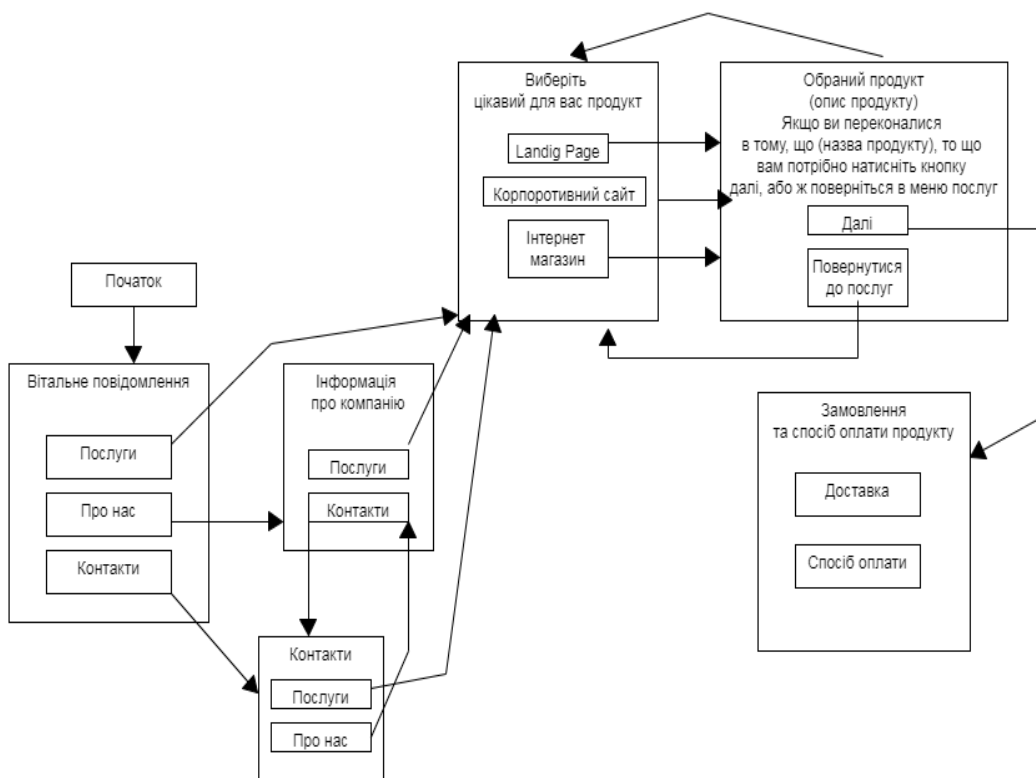 Виберіть
цікавий для вас продукт
Landig Page
Корпоротивний сайт
Інтернет
магазин
Обраний продукт
(опис продукту)
Якщо ви переконалися
в тому, що (назва продукту), то що
вам потрібно натисніть кнопку
далі, або ж поверніться в меню послуг
Далі
Повернутися
до послуг
Початок
Вітальне повідомлення
Послуги
Про нас
Контакти
Інформація
про компанію
Послуги
Контакти
Контакти
Послуги
Про нас
Замовлення
та спосіб оплати продукту
Доставка
Спосіб оплати